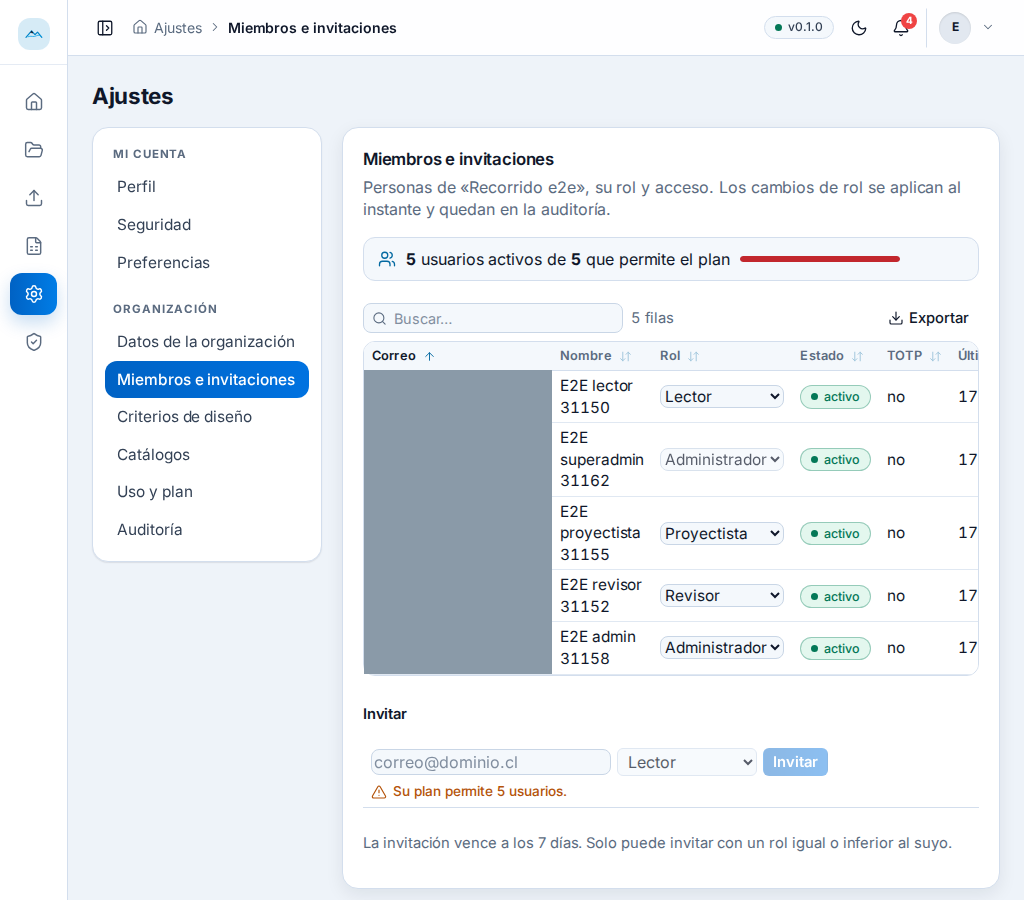 Ajustes > Miembros e invitaciones
v0.1.0
4
E
Ajustes
MI CUENTA
Perfil
Seguridad
Preferencias
ORGANIZACIÓN
Datos de la organización
Miembros e invitaciones
Criterios de diseño
Catálogos
Uso y plan
Auditoría
Miembros e invitaciones
Personas de «Recorrido e2e», su rol y acceso. Los cambios de rol se aplican al
instante y quedan en la auditoría.
5 usuarios activos de 5 que permite el plan
Buscar...
5 filas
Exportar
Correo Nombre Rol Estado TOTP Últi
E2E lector
31150
Lector activo no 17
E2E
superadmin
31162
Administrador activo no 17
E2E
proyectista
31155
Proyectista activo no 17
E2E revisor
31152
Revisor activo no 17
E2E admin
31158
Administrador activo no 17
Invitar
correo@dominio.cl Lector Invitar
Su plan permite 5 usuarios.
La invitación vence a los 7 días. Solo puede invitar con un rol igual o inferior al suyo.